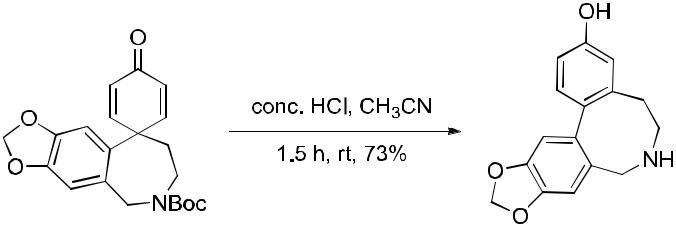 O
OH
O
O
NBoc
conc. HCl, CH3CN
1.5 h, rt, 73%
NH
O
O